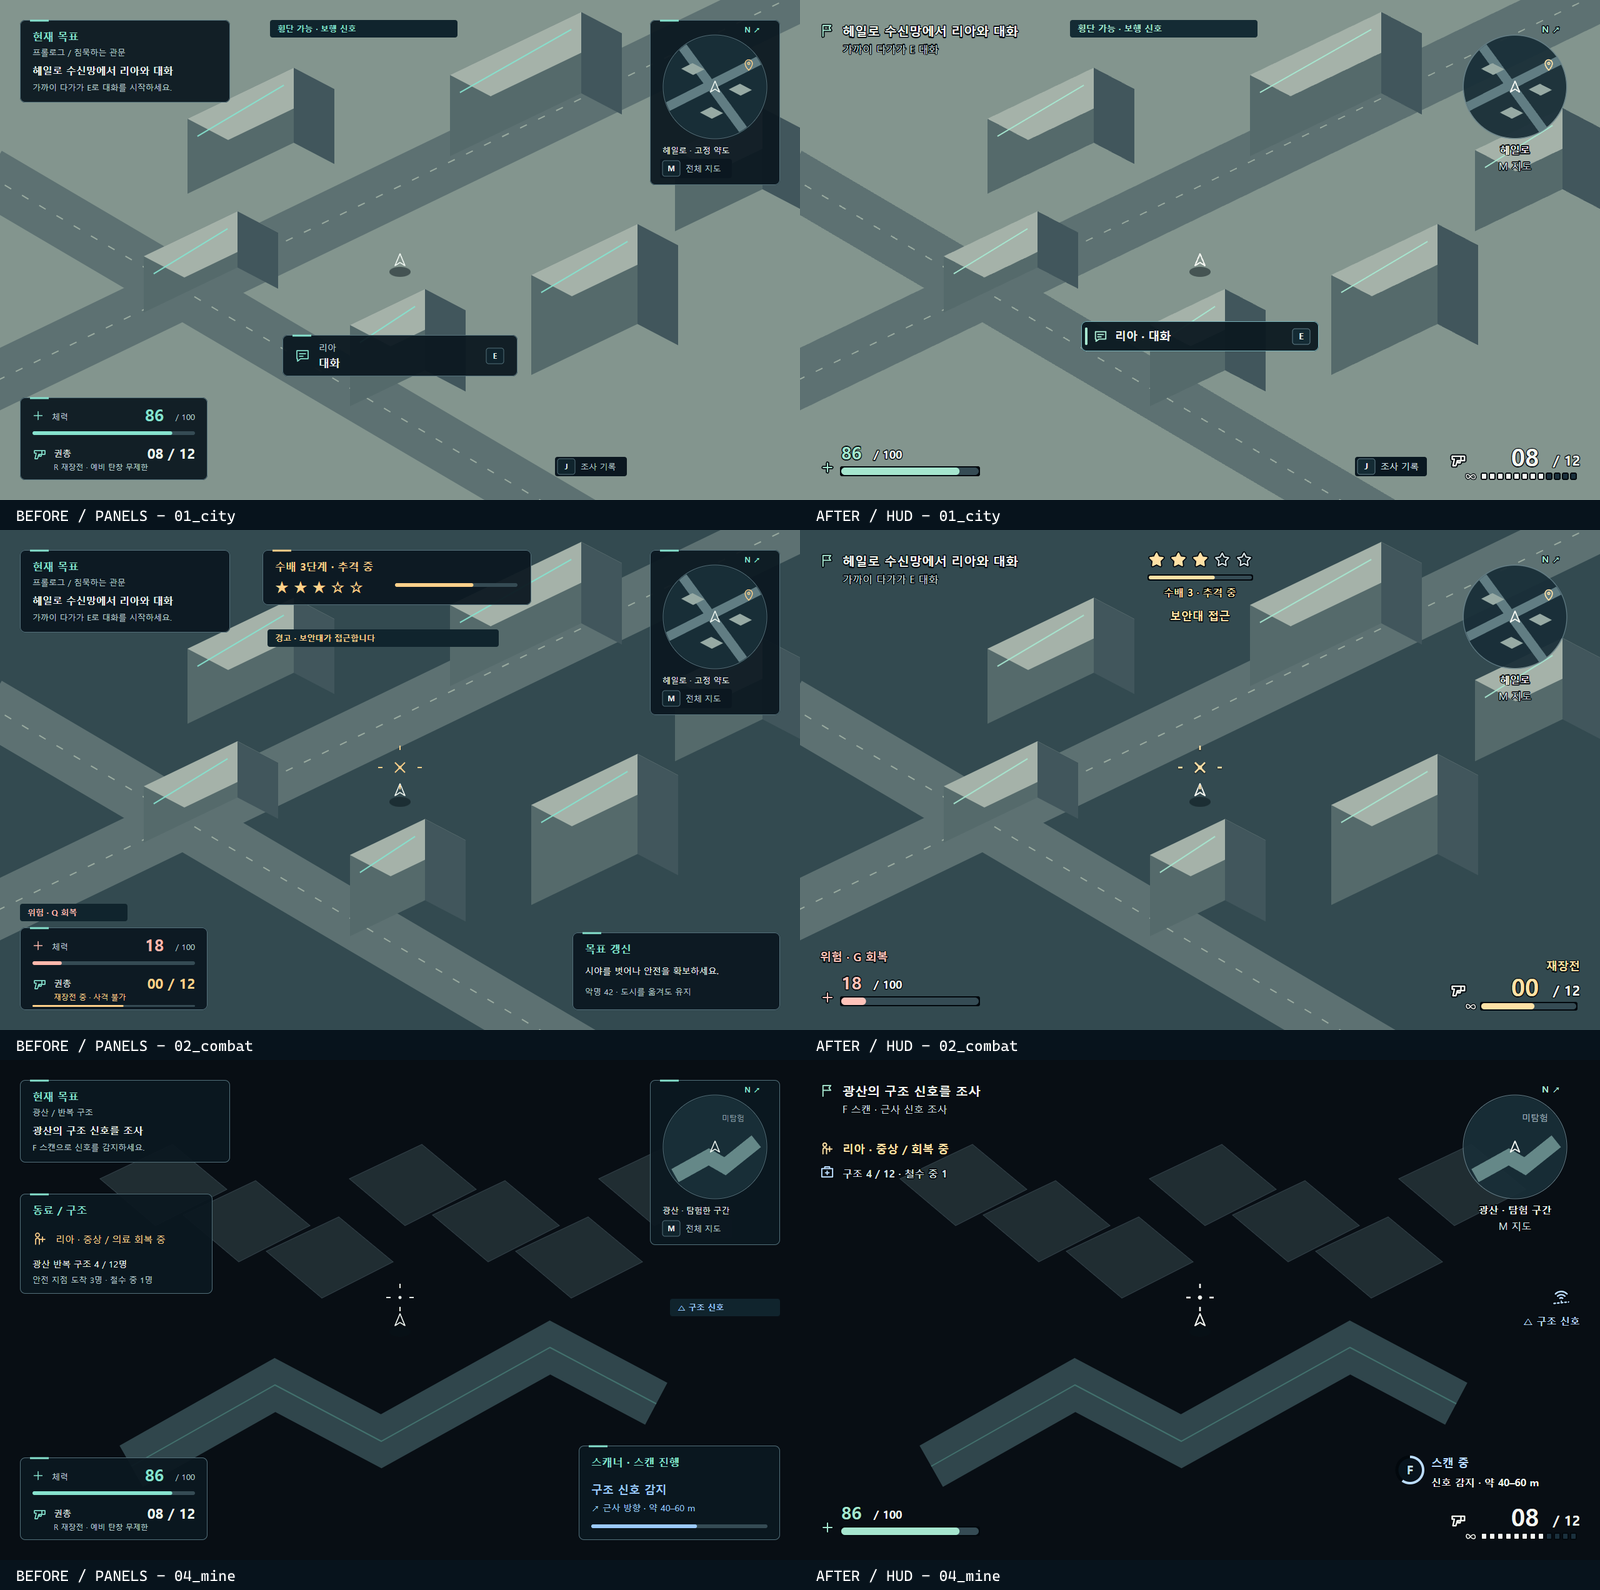 현재 목표
프롤로그 / 침묵하는 관문
헤일로 수신망에서 리아와 대화
가까이 다가가 E로 대화를 시작하세요.
횡단 가능 · 보행 신호
N ↗
헤일로 · 고정 약도
M 전체 지도
리아
대화
E
체력
86 / 100
권총
08 / 12
R 재장전 · 예비 탄창 무제한
J 조사 기록
BEFORE / PANELS — 01_city
헤일로 수신망에서 리아와 대화
가까이 다가가 E 대화
횡단 가능 · 보행 신호
N ↗
헤일로
M 지도
리아 · 대화
E
86 / 100
J 조사 기록
08 / 12
∞
AFTER / HUD — 01_city
현재 목표
프롤로그 / 침묵하는 관문
헤일로 수신망에서 리아와 대화
가까이 다가가 E로 대화를 시작하세요.
수배 3단계 · 추격 중
★ ★ ★ ☆ ☆
경고 · 보안대가 접근합니다
N ↗
헤일로 · 고정 약도
M 전체 지도
위험 · Q 회복
체력
18 / 100
권총
00 / 12
재장전 중 · 사격 불가
목표 갱신
시야를 벗어나 안전을 확보하세요.
악명 42 · 도시를 옮겨도 유지
BEFORE / PANELS — 02_combat
헤일로 수신망에서 리아와 대화
가까이 다가가 E 대화
수배 3 · 추격 중
보안대 접근
N ↗
헤일로
M 지도
위험 · G 회복
18 / 100
재장전
00 / 12
∞
AFTER / HUD — 02_combat
현재 목표
광산 / 반복 구조
광산의 구조 신호를 조사
F 스캔으로 신호를 감지하세요.
동료 / 구조
리아 · 중상 / 의료 회복 중
광산 반복 구조 4 / 12명
안전 지점 도착 3명 · 철수 중 1명
N ↗
미탐험
광산 · 탐험한 구간
M 전체 지도
△ 구조 신호
체력
86 / 100
권총
08 / 12
R 재장전 · 예비 탄창 무제한
스캐너 · 스캔 진행
구조 신호 감지
↗ 근사 방향 · 약 40–60 m
BEFORE / PANELS — 04_mine
광산의 구조 신호를 조사
F 스캔 · 근사 신호 조사
리아 · 중상 / 회복 중
구조 4 / 12 · 철수 중 1
N ↗
미탐험
광산 · 탐험 구간
M 지도
△ 구조 신호
F
스캔 중
신호 감지 · 약 40–60 m
86 / 100
08 / 12
∞
AFTER / HUD — 04_mine